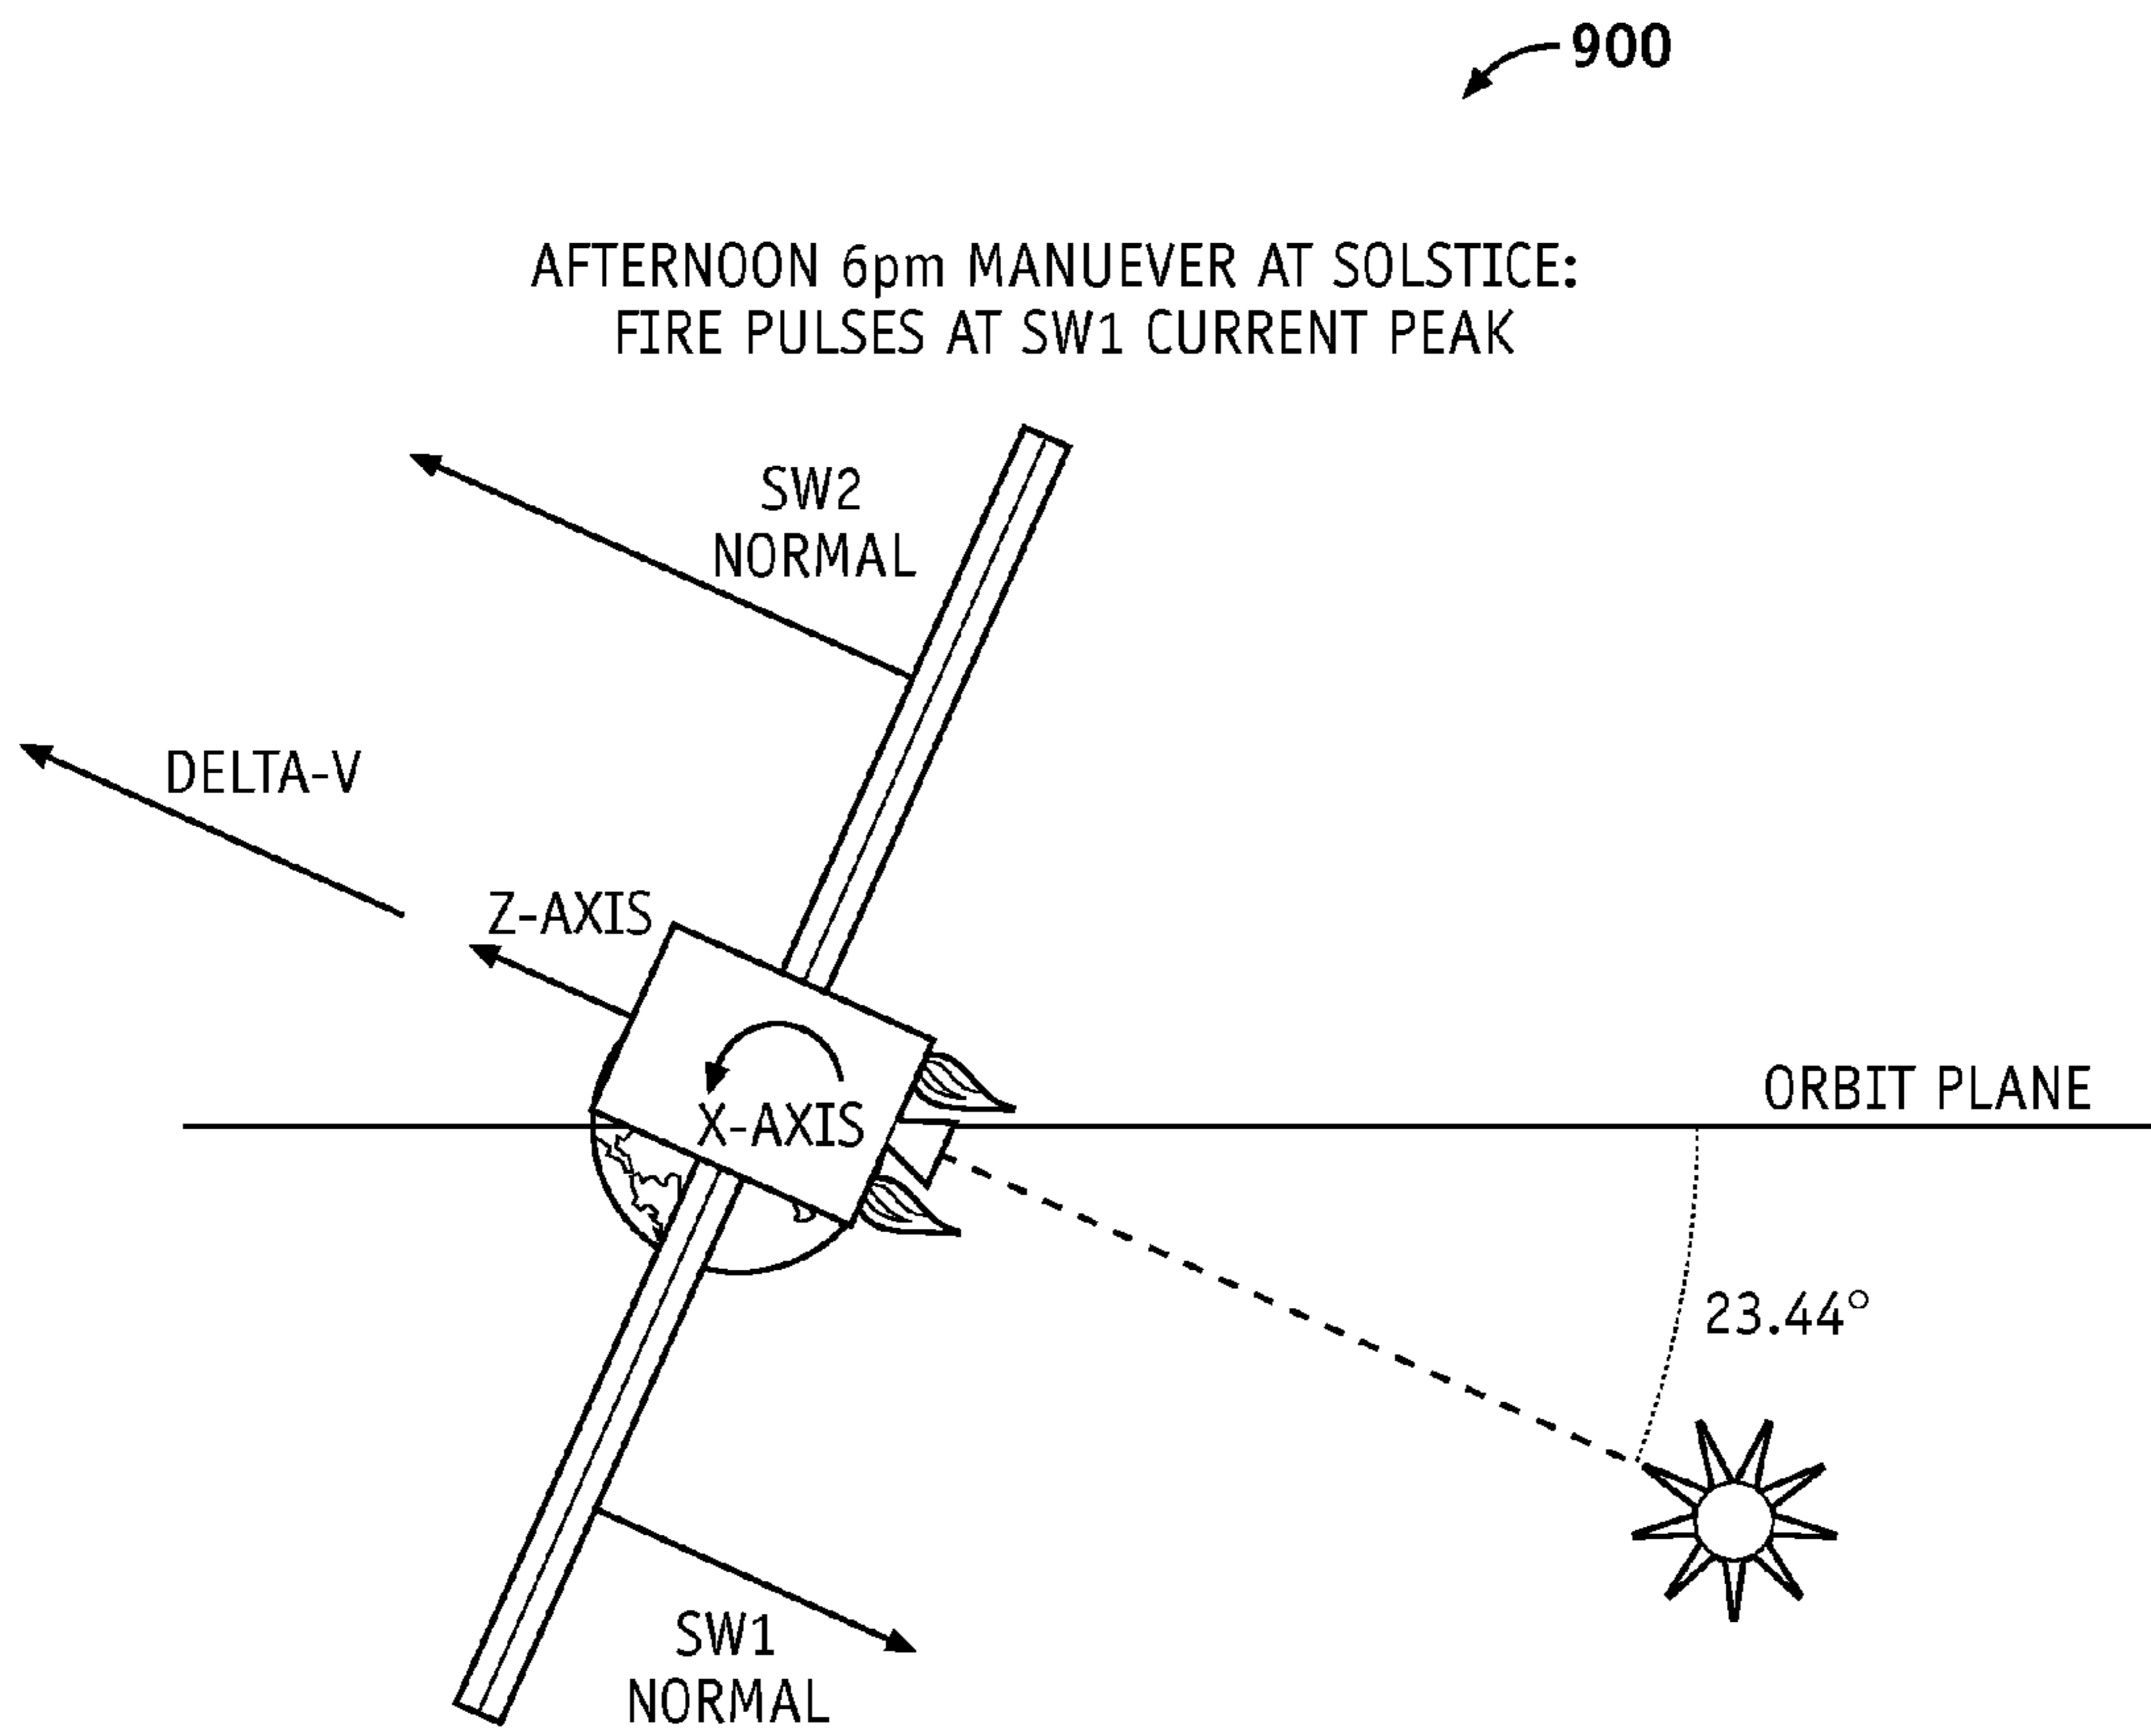 900
AFTERNOON 6pm MANUEVER AT SOLSTICE:
FIRE PULSES AT SW1 CURRENT PEAK
SW2
NORMAL
DELTA-V
Z-AXIS
X-AXIS
ORBIT PLANE
23.44°
SW1
NORMAL